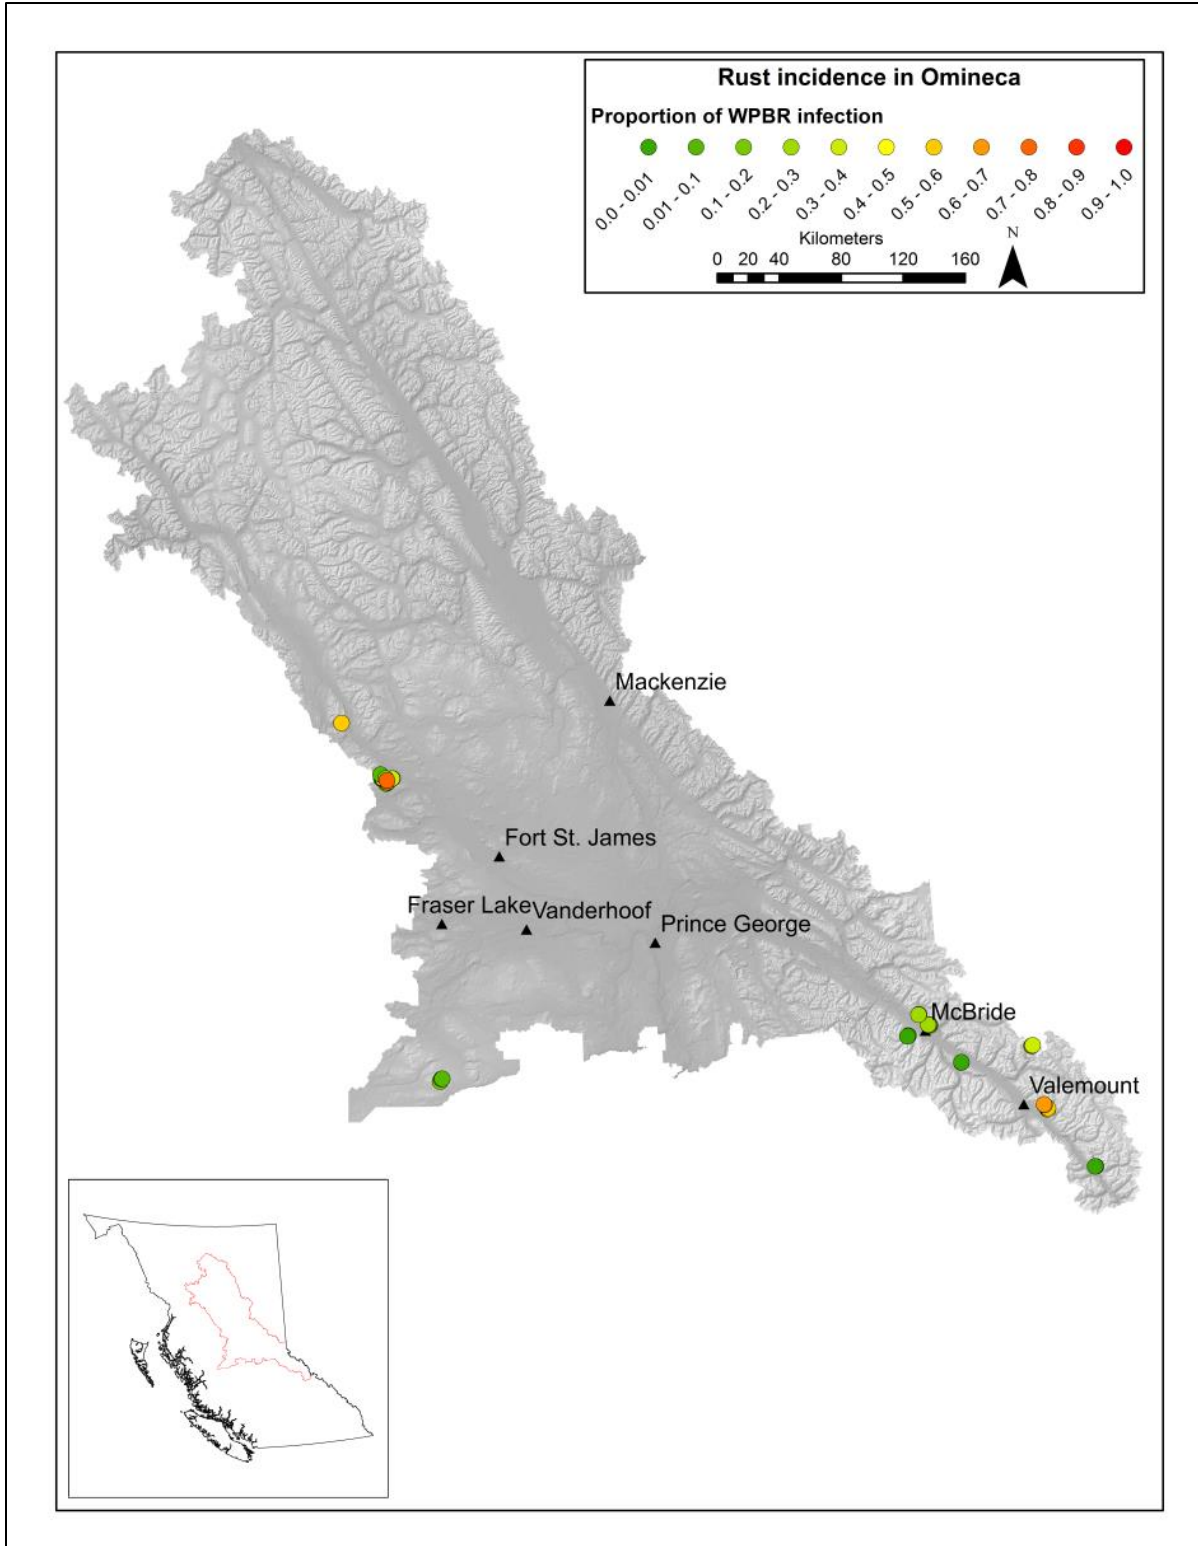 Rust incidence in Omineca
Proportion of WPBR infection
0.0 - 0.01
0.01 - 0.1
0.1 - 0.2
0.2 - 0.3
0.3 - 0.4
0.4 - 0.5
0.5 - 0.6
0.6 - 0.7
0.7 - 0.8
0.8 - 0.9
0.9 - 1.0
Kilometers
N
0 20 40 80 120 160
Mackenzie
Fort St. James
Fraser Lake
Vanderhoof
Prince George
McBride
Valemount